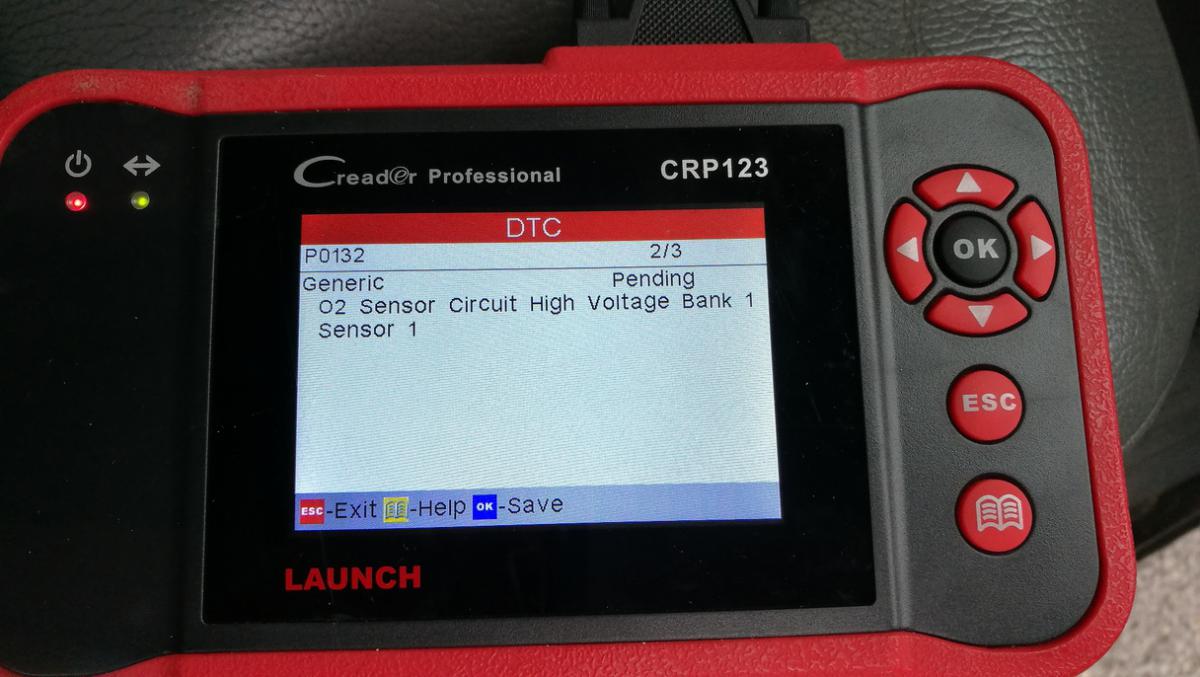 Creader Professional CRP123
DTC
P0132 2/3
Generic Pending
O2 Sensor Circuit High Voltage Bank 1
Sensor 1
ESC-Exit -Help OK-Save
LAUNCH
OK
ESC